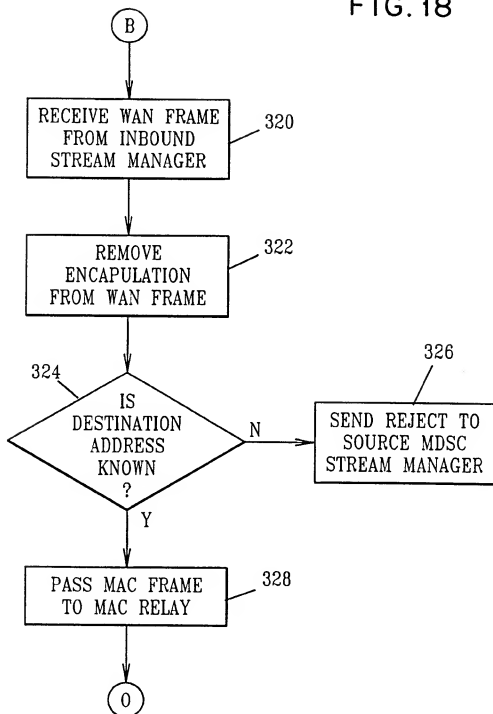 FIG. 18
B
RECEIVE WAN FRAME
FROM INBOUND
STREAM MANAGER
320
REMOVE
ENCAPULATION
FROM WAN FRAME
322
324
IS
DESTINATION
ADDRESS
KNOWN
?
N
Y
326
SEND REJECT TO
SOURCE MDSC
STREAM MANAGER
PASS MAC FRAME
TO MAC RELAY
328
O